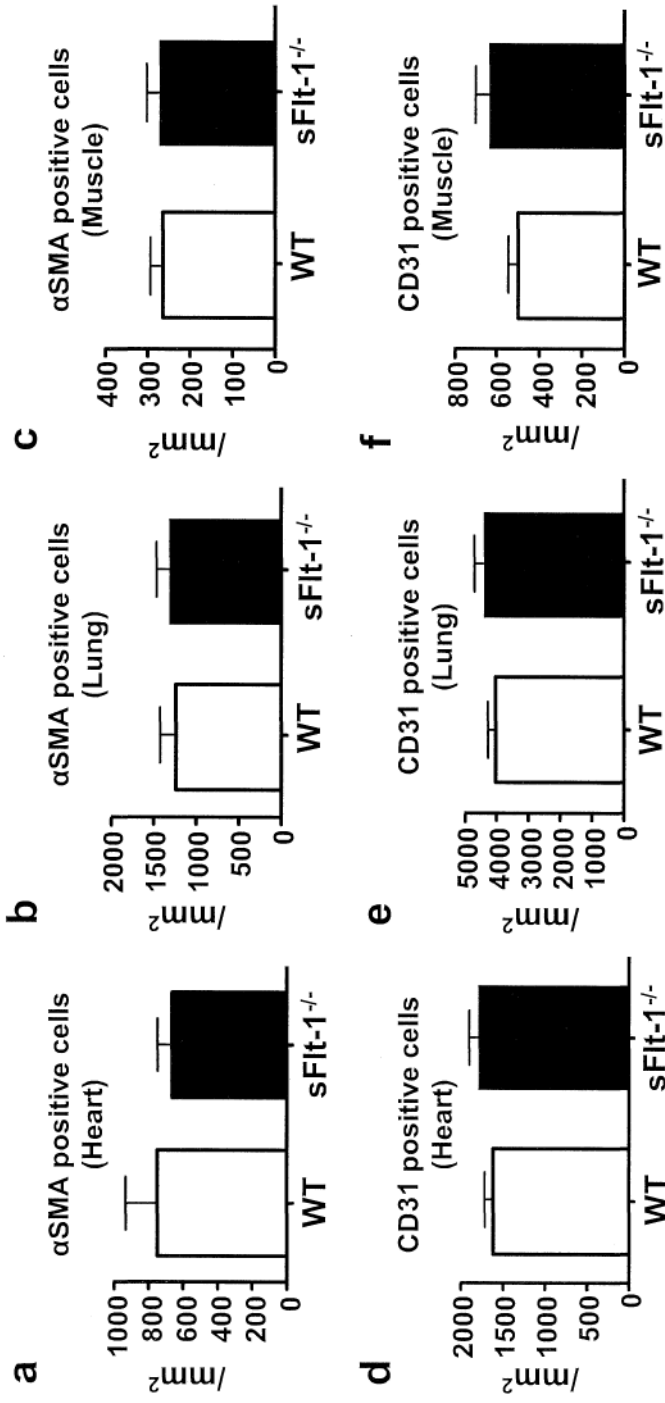 a
αSMA positive cells
(Heart)
/mm²
1000
800
600
400
200
0
WT
sFlt-1⁻/⁻
b
αSMA positive cells
(Lung)
/mm²
2000
1500
1000
500
0
WT
sFlt-1⁻/⁻
c
αSMA positive cells
(Muscle)
/mm²
400
300
200
100
0
WT
sFlt-1⁻/⁻
d
CD31 positive cells
(Heart)
/mm²
2000
1500
1000
500
0
WT
sFlt-1⁻/⁻
e
CD31 positive cells
(Lung)
/mm²
5000
4000
3000
2000
1000
0
WT
sFlt-1⁻/⁻
f
CD31 positive cells
(Muscle)
/mm²
800
600
400
200
0
WT
sFlt-1⁻/⁻